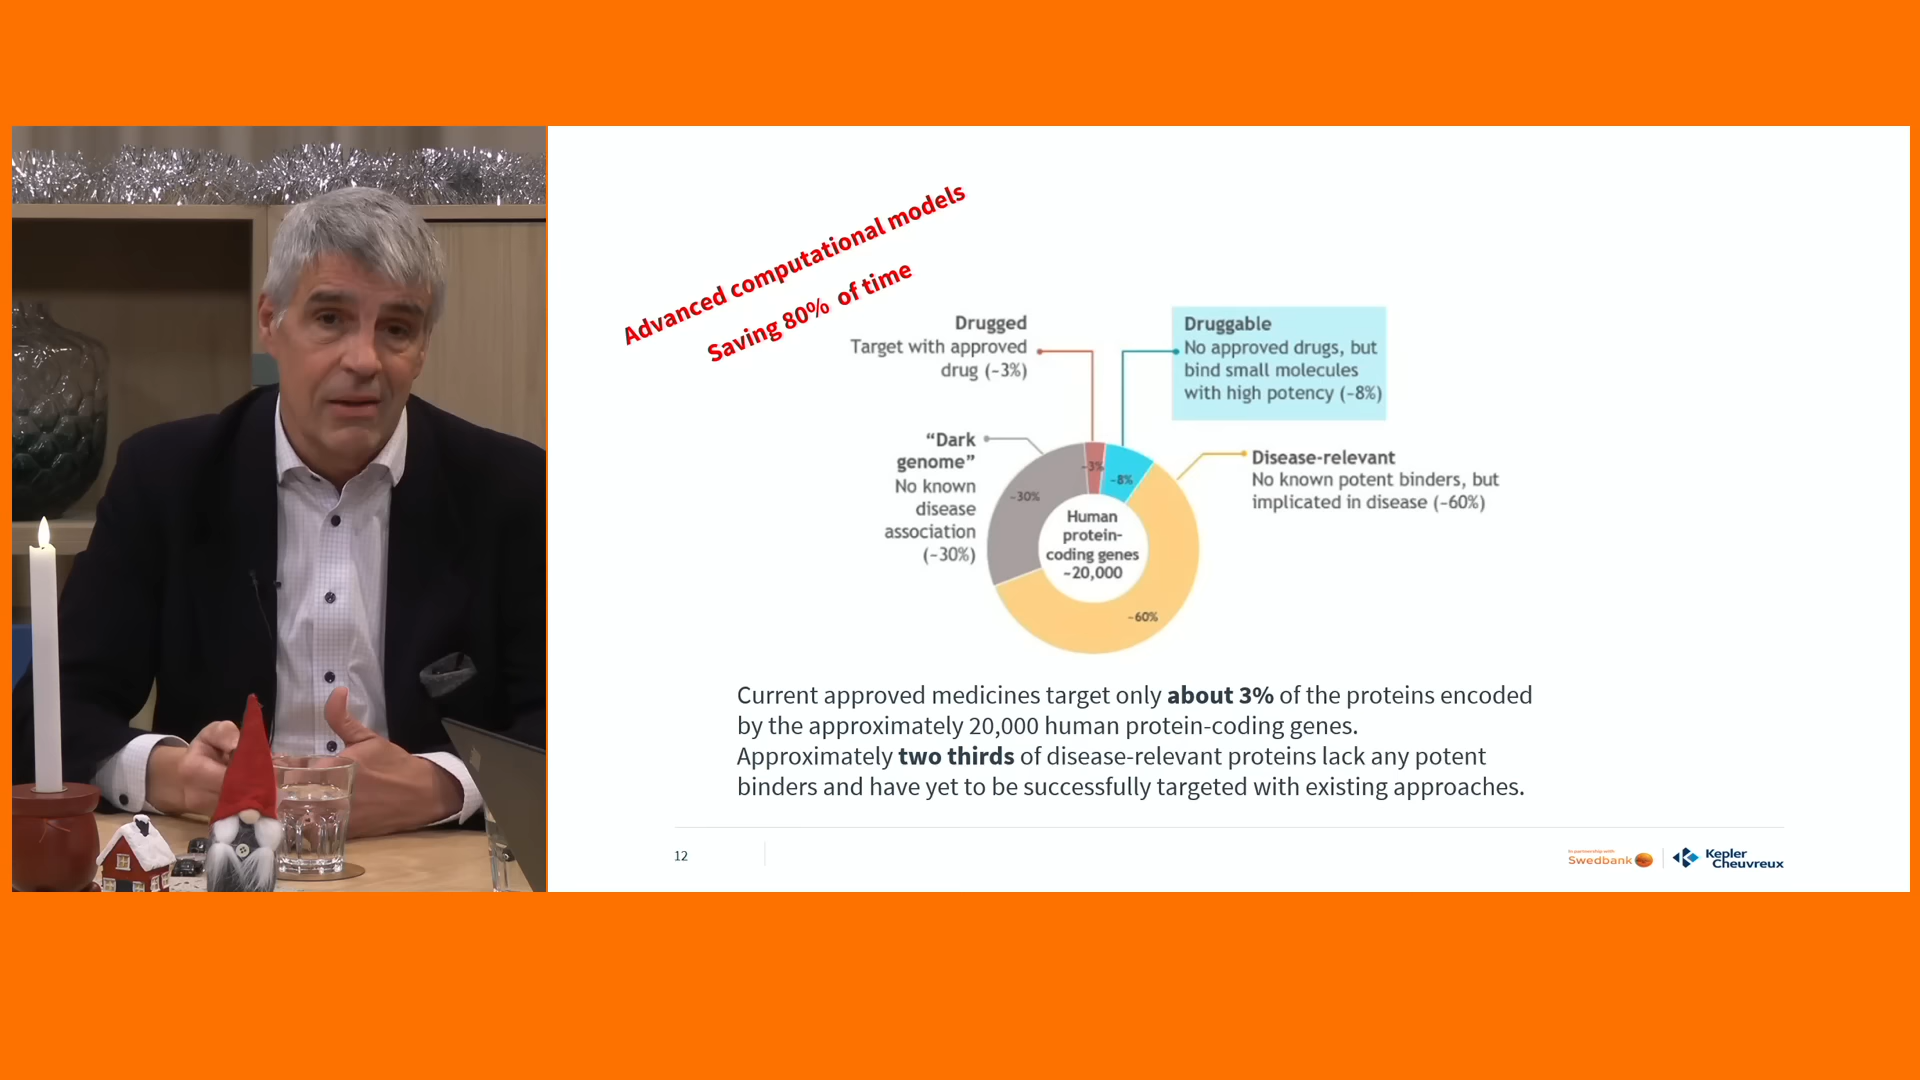 Advanced computational models
Saving 80% of time
Drugged
Target with approved
drug (~3%)
Druggable
No approved drugs, but
bind small molecules
with high potency (~8%)
“Dark
genome”
No known
disease
association
(~30%)
Disease-relevant
No known potent binders, but
implicated in disease (~60%)
~3%
~8%
~30%
~60%
Human
protein-
coding genes
~20,000
Current approved medicines target only about 3% of the proteins encoded
by the approximately 20,000 human protein-coding genes.
Approximately two thirds of disease-relevant proteins lack any potent
binders and have yet to be successfully targeted with existing approaches.
12
In partnership with
Swedbank
Kepler
Cheuvreux